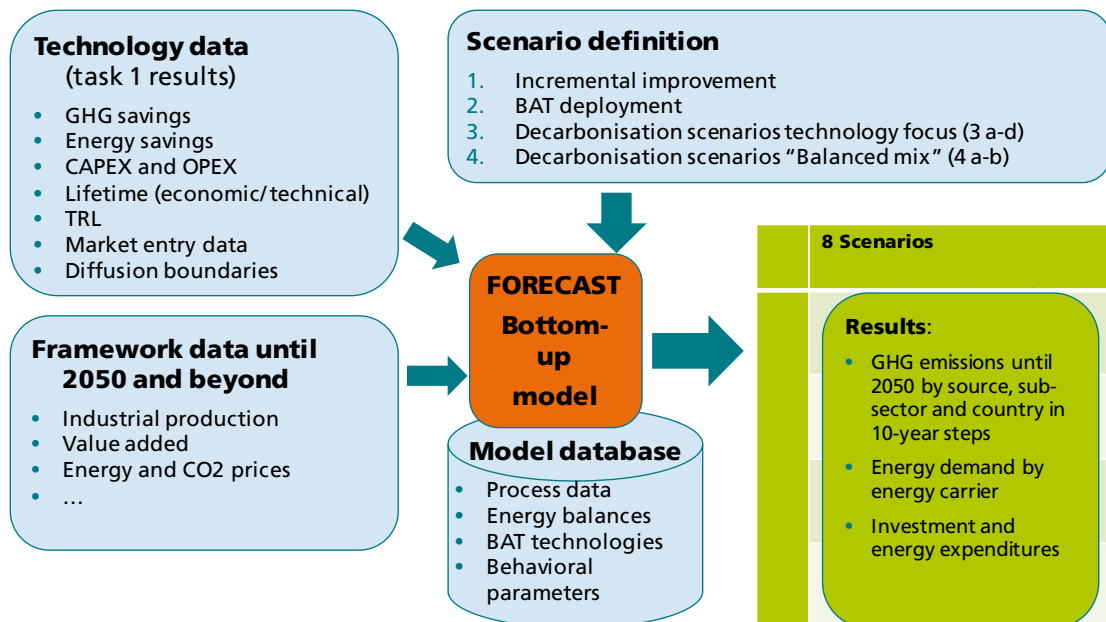 Technology data
(task 1 results)
• GHG savings
• Energy savings
• CAPEX and OPEX
• Lifetime (economic/technical)
• TRL
• Market entry data
• Diffusion boundaries
Scenario definition
1. Incremental improvement
2. BAT deployment
3. Decarbonisation scenarios technology focus (3 a-d)
4. Decarbonisation scenarios “Balanced mix” (4 a-b)
Framework data until
2050 and beyond
• Industrial production
• Value added
• Energy and CO2 prices
• …
FORECAST
Bottom-
up
model
Model database
• Process data
• Energy balances
• BAT technologies
• Behavioral
parameters
8 Scenarios
Results:
• GHG emissions until
2050 by source, sub-
sector and country in
10-year steps
• Energy demand by
energy carrier
• Investment and
energy expenditures